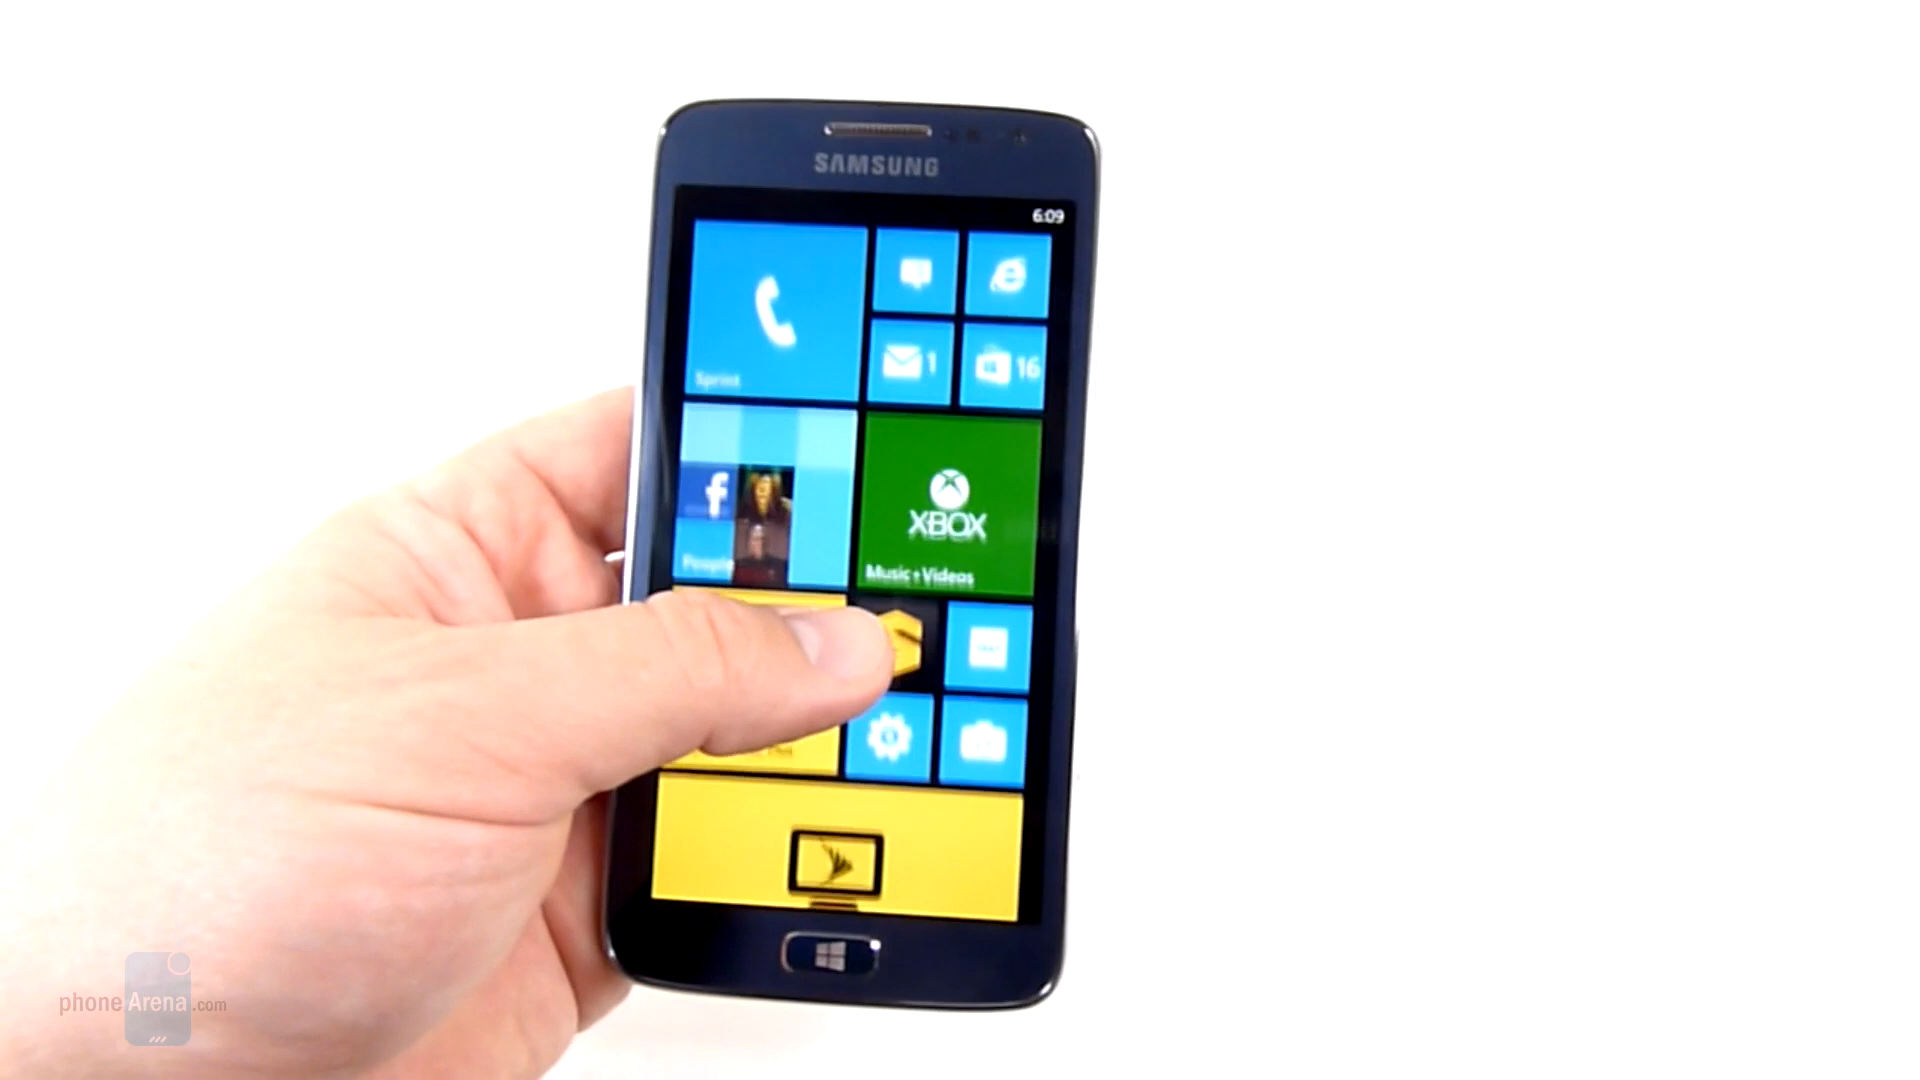 SAMSUNG
6:09
Sprint
1
16
f
People
XBOX
Music+Videos
phoneArena.com